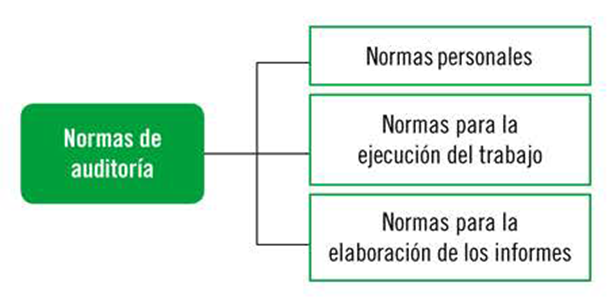 Normas de
auditoría
Normas personales
Normas para la
ejecución del trabajo
Normas para la
elaboración de los informes